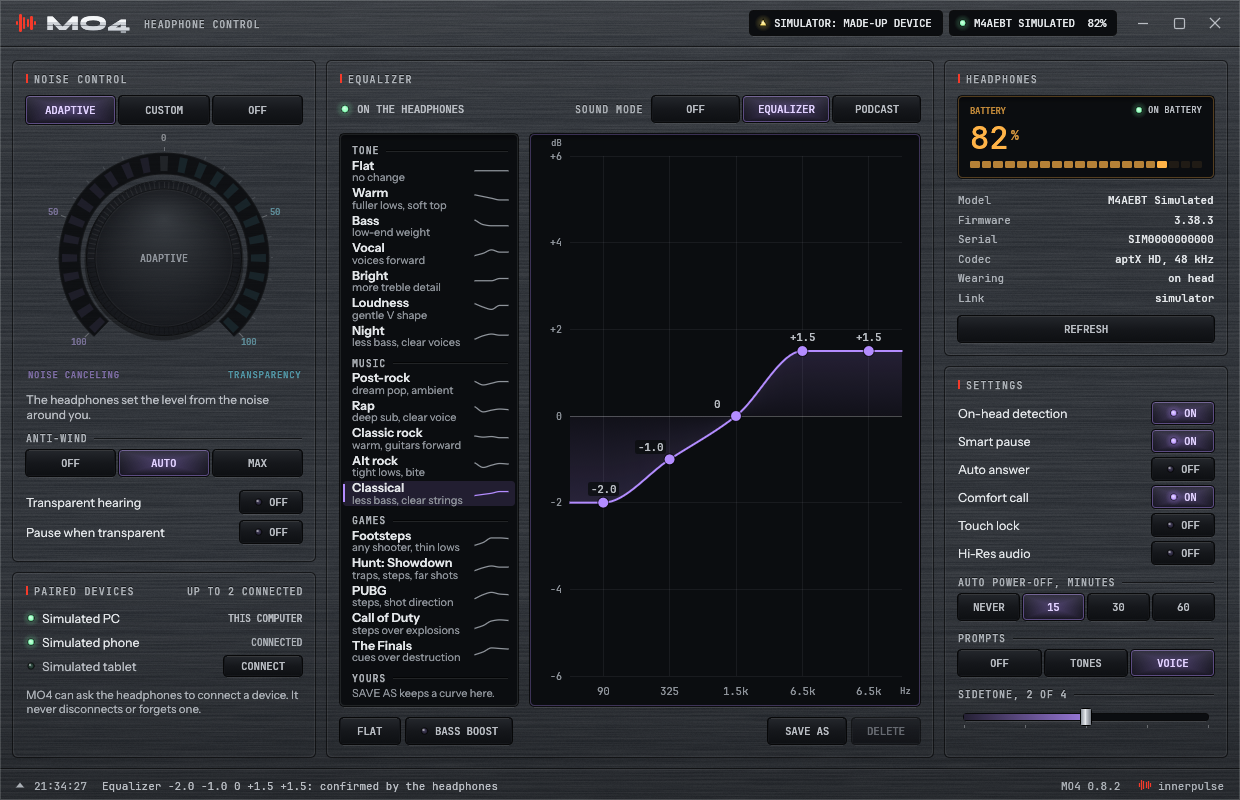 MO4 HEADPHONE CONTROL
SIMULATOR: MADE-UP DEVICE
M4AEBT SIMULATED 82%
NOISE CONTROL
ADAPTIVE CUSTOM OFF
0
50 50
ADAPTIVE
100 100
NOISE CANCELING TRANSPARENCY
The headphones set the level from the noise
around you.
ANTI-WIND
OFF AUTO MAX
Transparent hearing OFF
Pause when transparent OFF
PAIRED DEVICES UP TO 2 CONNECTED
Simulated PC THIS COMPUTER
Simulated phone CONNECTED
Simulated tablet CONNECT
MO4 can ask the headphones to connect a device. It
never disconnects or forgets one.
EQUALIZER
ON THE HEADPHONES SOUND MODE OFF EQUALIZER PODCAST
TONE
Flat
no change
Warm
fuller lows, soft top
Bass
low-end weight
Vocal
voices forward
Bright
more treble detail
Loudness
gentle V shape
Night
less bass, clear voices
MUSIC
Post-rock
dream pop, ambient
Rap
deep sub, clear voice
Classic rock
warm, guitars forward
Alt rock
tight lows, bite
Classical
less bass, clear strings
GAMES
Footsteps
any shooter, thin lows
Hunt: Showdown
traps, steps, far shots
PUBG
steps, shot direction
Call of Duty
steps over explosions
The Finals
cues over destruction
YOURS
SAVE AS keeps a curve here.
dB
+6
+4
+2
0
-2
-4
-6
-2.0 -1.0 0 +1.5 +1.5
90 325 1.5k 6.5k 6.5k Hz
FLAT BASS BOOST SAVE AS DELETE
HEADPHONES
BATTERY ON BATTERY
82%
Model M4AEBT Simulated
Firmware 3.38.3
Serial SIM0000000000
Codec aptX HD, 48 kHz
Wearing on head
Link simulator
REFRESH
SETTINGS
On-head detection ON
Smart pause ON
Auto answer OFF
Comfort call ON
Touch lock OFF
Hi-Res audio OFF
AUTO POWER-OFF, MINUTES
NEVER 15 30 60
PROMPTS
OFF TONES VOICE
SIDETONE, 2 OF 4
21:34:27 Equalizer -2.0 -1.0 0 +1.5 +1.5: confirmed by the headphones
MO4 0.8.2 innerpulse